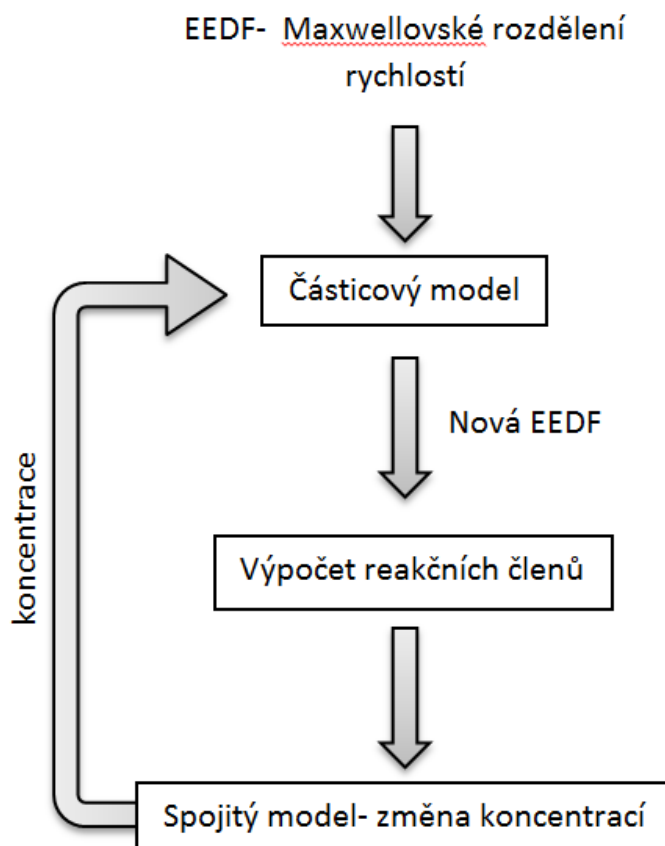 EEDF- Maxwellovské rozdělení
rychlostí
Částicový model
Nová EEDF
koncentrace
Výpočet reakčních členů
Spojitý model- změna koncentrací